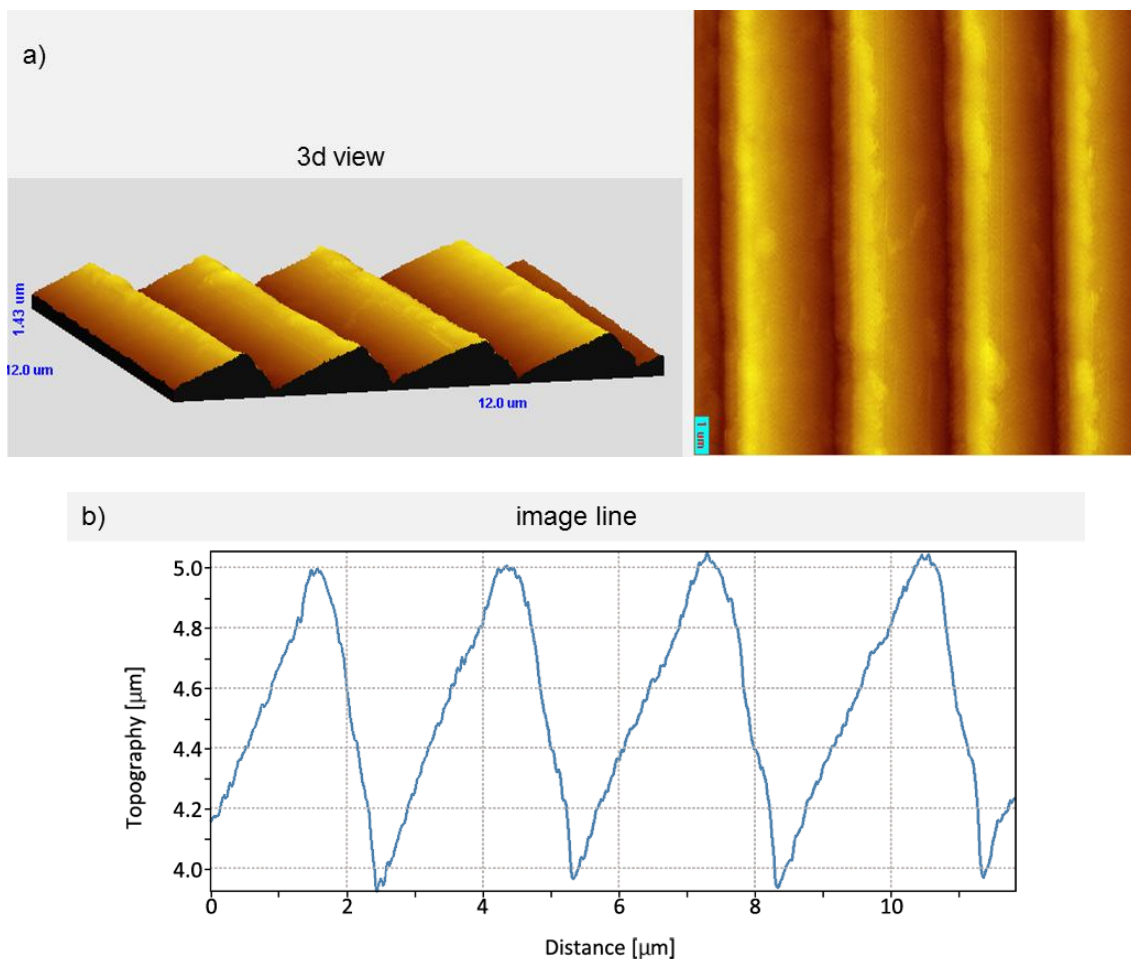 a)
3d view
1.43 um
12.0 um
12.0 um
1 um
b)
image line
Topography [µm]
5.0
4.8
4.6
4.4
4.2
4.0
0
2
4
6
8
10
Distance [µm]